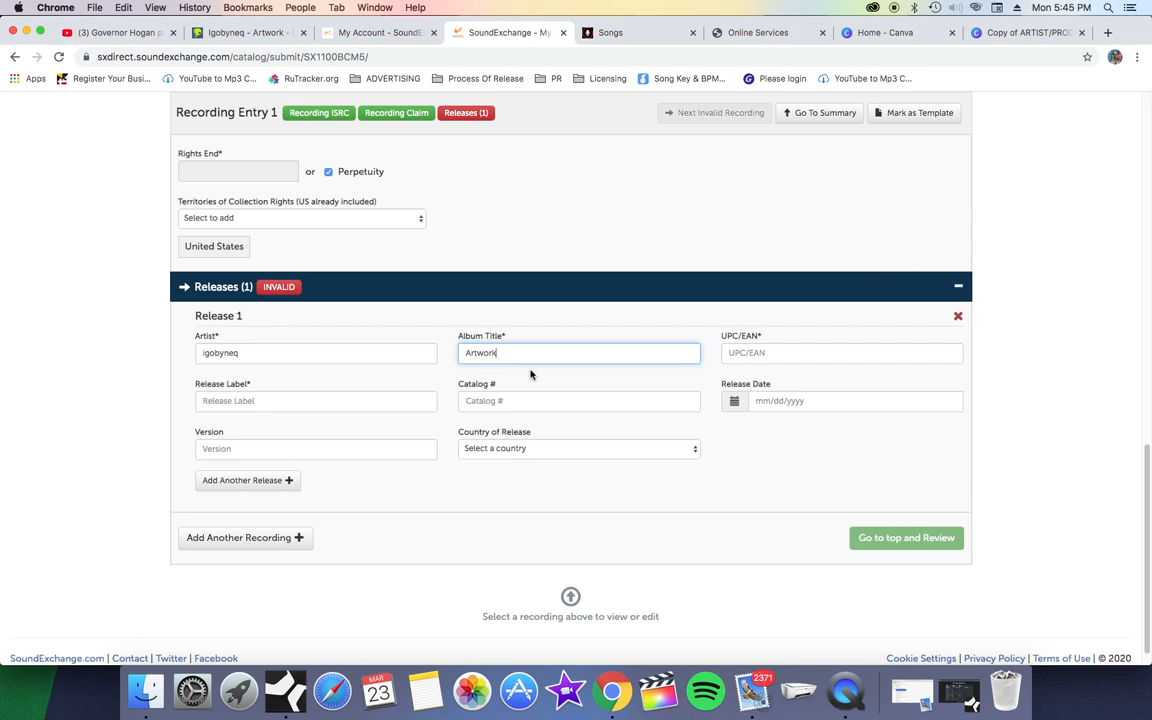 Chrome File Edit View History Bookmarks People Tab Window Help Mon 5:45 PM
(3) Governor Hogan p
Igobyneq - Artwork -
My Account - SoundE
SoundExchange - My
Songs
Online Services
Home - Canva
Copy of ARTIST/PRO
sxdirect.soundexchange.com/catalog/submit/SX1100BCM5/
Apps Register Your Busi... YouTube to Mp3 C... RuTracker.org ADVERTISING Process Of Release PR Licensing Song Key & BPM... Please login YouTube to Mp3 C...
Recording Entry 1 Recording ISRC Recording Claim Releases (1) Next Invalid Recording Go To Summary Mark as Template
Rights End*
or Perpetuity
Territories of Collection Rights (US already included)
Select to add
United States
Releases (1) INVALID
Release 1
Artist* Album Title* UPC/EAN*
igobyneq Artwork UPC/EAN
Release Label* Catalog # Release Date
Release Label Catalog # mm/dd/yyyy
Version Country of Release
Version Select a country
Add Another Release
Add Another Recording Go to top and Review
Select a recording above to view or edit
SoundExchange.com | Contact | Twitter | Facebook Cookie Settings | Privacy Policy | Terms of Use | © 2020
MAR
23
2371